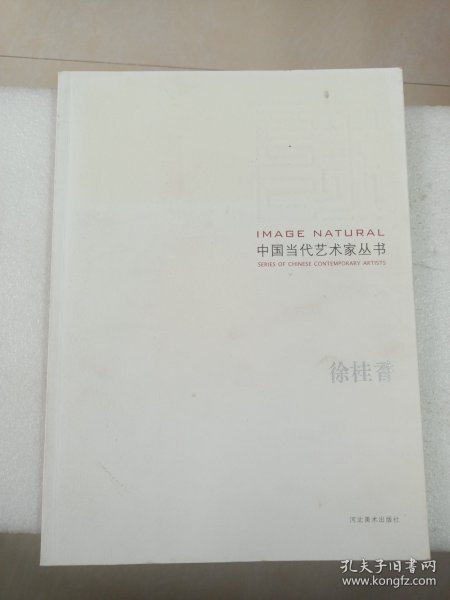 IMAGE NATURAL
中国当代艺术家丛书
SERIES OF CHINESE CONTEMPORARY ARTISTS
徐桂香
河北美术出版社
孔夫子旧书网
www.kongfz.com